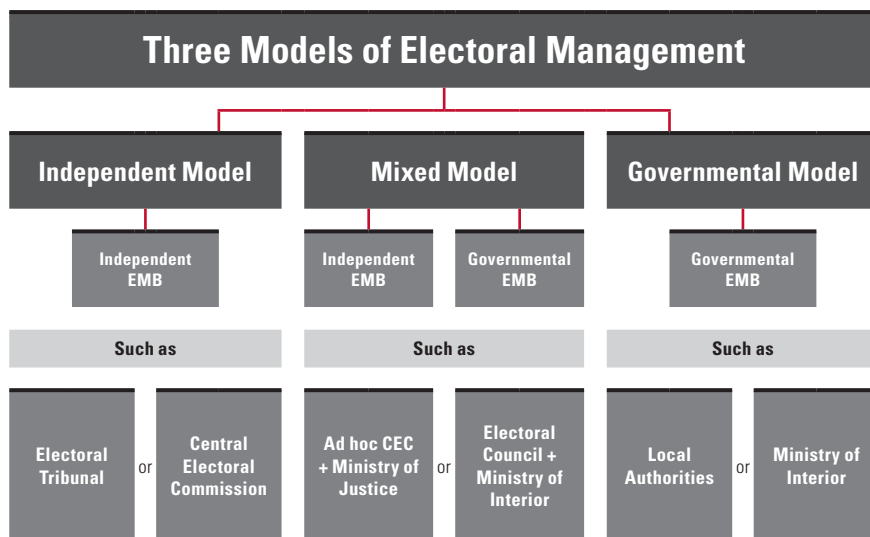 Three Models of Electoral Management
Independent Model
Mixed Model
Governmental Model
Independent
EMB
Independent
EMB
Governmental
EMB
Governmental
EMB
Such as
Such as
Such as
Electoral
Tribunal
or
Central
Electoral
Commission
Ad hoc CEC
+ Ministry of
Justice
or
Electoral
Council +
Ministry of
Interior
Local
Authorities
or
Ministry of
Interior